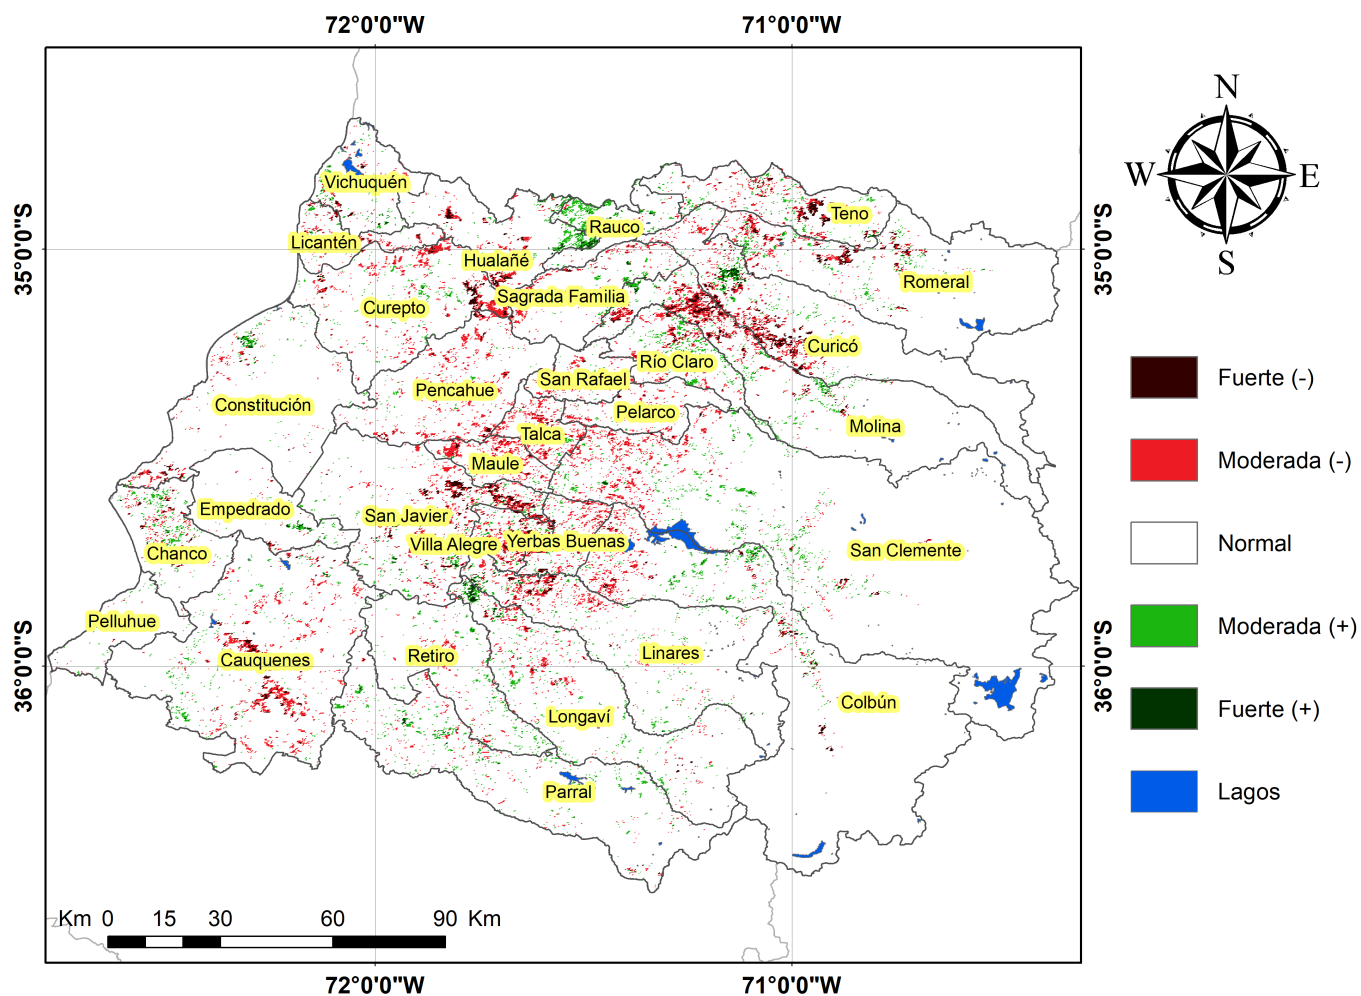 72°0'0"W
71°0'0"W
N
W
E
S
35°0'0"S
35°0'0"S
Vichuquén
Teno
Rauco
Licantén
Hualañé
Romeral
Sagrada Familia
Curepto
Curicó
Río Claro
San Rafael
Pencahue
Constitución
Pelarco
Molina
Talca
Maule
Empedrado
San Javier
Villa Alegre
Yerbas Buenas
San Clemente
Chanco
Pelluhue
Cauquenes
Retiro
Linares
Colbún
Longaví
Parral
36°0'0"S
36°0'0"S
Fuerte (-)
Moderada (-)
Normal
Moderada (+)
Fuerte (+)
Lagos
Km 0 15 30 60 90 Km
72°0'0"W
71°0'0"W